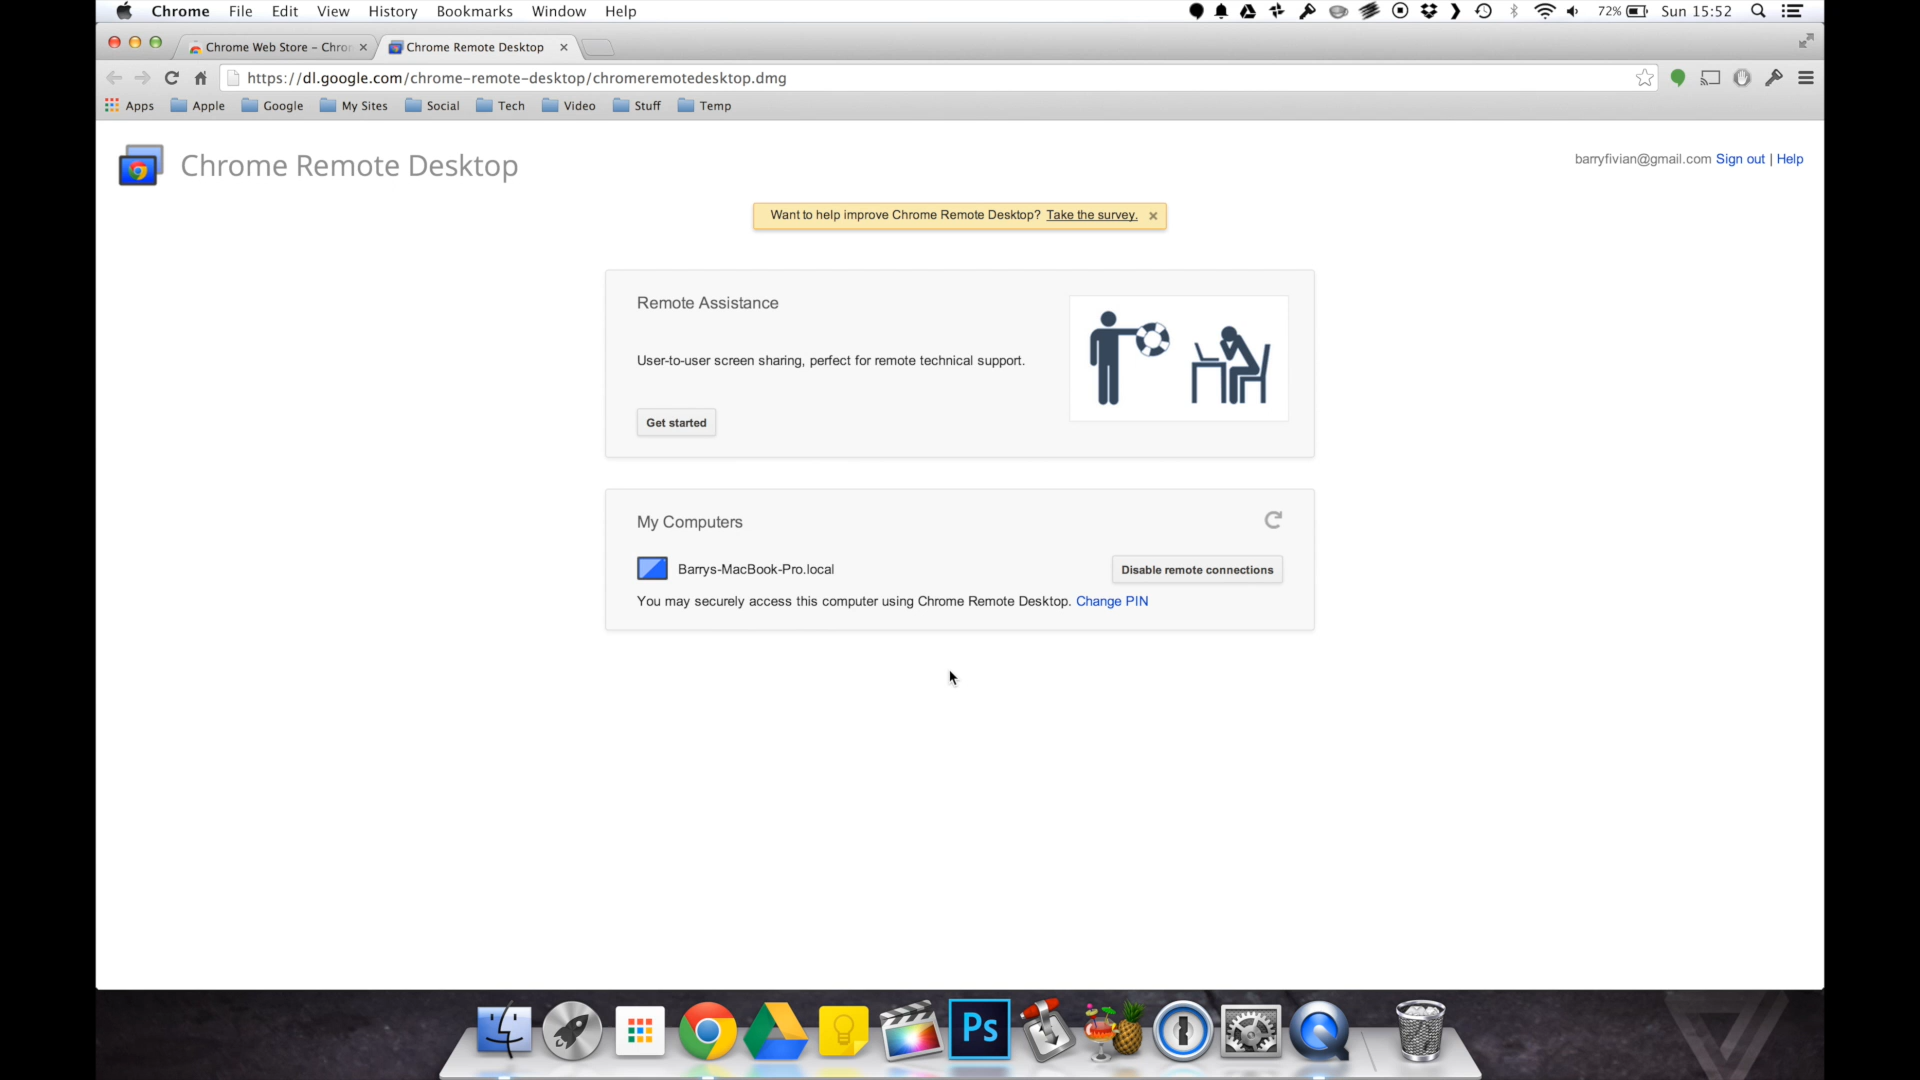 Chrome File Edit View History Bookmarks Window Help 72% Sun 15:52
Chrome Web Store – Chro Chrome Remote Desktop
https://dl.google.com/chrome-remote-desktop/chromeremotedesktop.dmg
Apps Apple Google My Sites Social Tech Video Stuff Temp
Chrome Remote Desktop
barryfivian@gmail.com Sign out | Help
Want to help improve Chrome Remote Desktop? Take the survey.
Remote Assistance
User-to-user screen sharing, perfect for remote technical support.
Get started
My Computers
Barrys-MacBook-Pro.local
Disable remote connections
You may securely access this computer using Chrome Remote Desktop. Change PIN
Ps